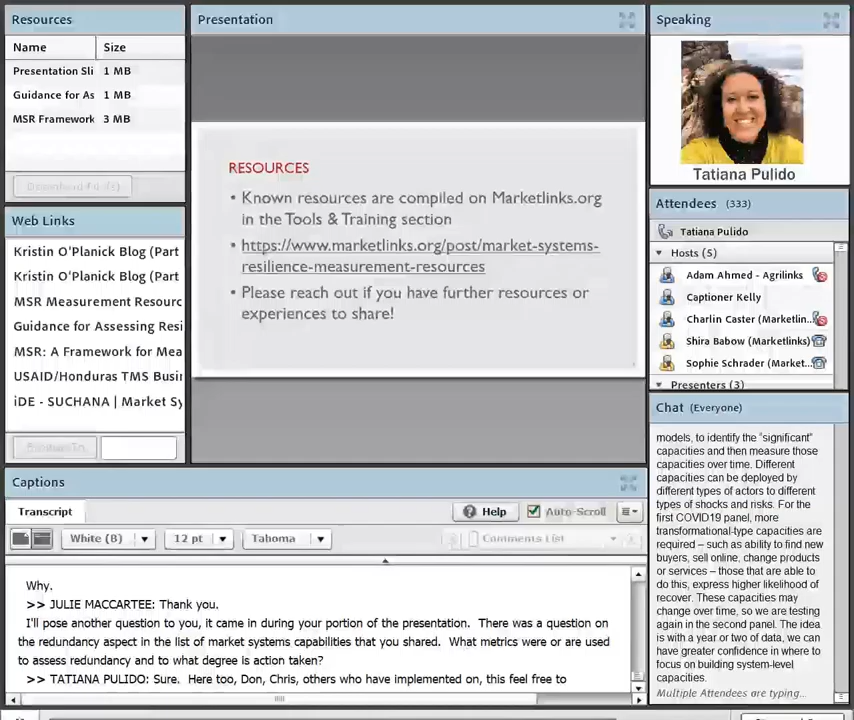 Resources
Name Size
Presentation Sli 1 MB
Guidance for As 1 MB
MSR Framework 3 MB
Download File(s)
Web Links
Kristin O'Planick Blog (Part
Kristin O'Planick Blog (Part
MSR Measurement Resourc
Guidance for Assessing Resi
MSR: A Framework for Mea
USAID/Honduras TMS Busin
iDE - SUCHANA | Market Sy
Browse To
Presentation
RESOURCES
• Known resources are compiled on Marketlinks.org
in the Tools & Training section
• https://www.marketlinks.org/post/market-systems-
resilience-measurement-resources
• Please reach out if you have further resources or
experiences to share!
Captions
Transcript
Help
Auto-Scroll
White (8)
12 pt
Tahoma
Comments List
Why.
>> JULIE MACCARTEE: Thank you.
I'll pose another question to you, it came in during your portion of the presentation. There was a question on
the redundancy aspect in the list of market systems capabilities that you shared. What metrics were or are used
to assess redundancy and to what degree is action taken?
>> TATIANA PULIDO: Sure. Here too, Don, Chris, others who have implemented on, this feel free to
Speaking
Tatiana Pulido
Attendees (333)
Tatiana Pulido
Hosts (5)
Adam Ahmed - Agrilinks
Captioner Kelly
Charlin Caster (Marketlin...
Shira Babow (Marketlinks)
Sophie Schrader (Market...
Presenters (3)
Chat (Everyone)
models, to identify the "significant"
capacities and then measure those
capacities over time. Different
capacities can be deployed by
different types of actors to different
types of shocks and risks. For the
first COVID19 panel, more
transformational-type capacities are
required – such as ability to find new
buyers, sell online, change products
or services – those that are able to
do this, express higher likelihood of
recover. These capacities may
change over time, so we are testing
again in the second panel. The idea
is with a year or two of data, we can
have greater confidence in where to
focus on building system-level
capacities.
Multiple Attendees are typing...